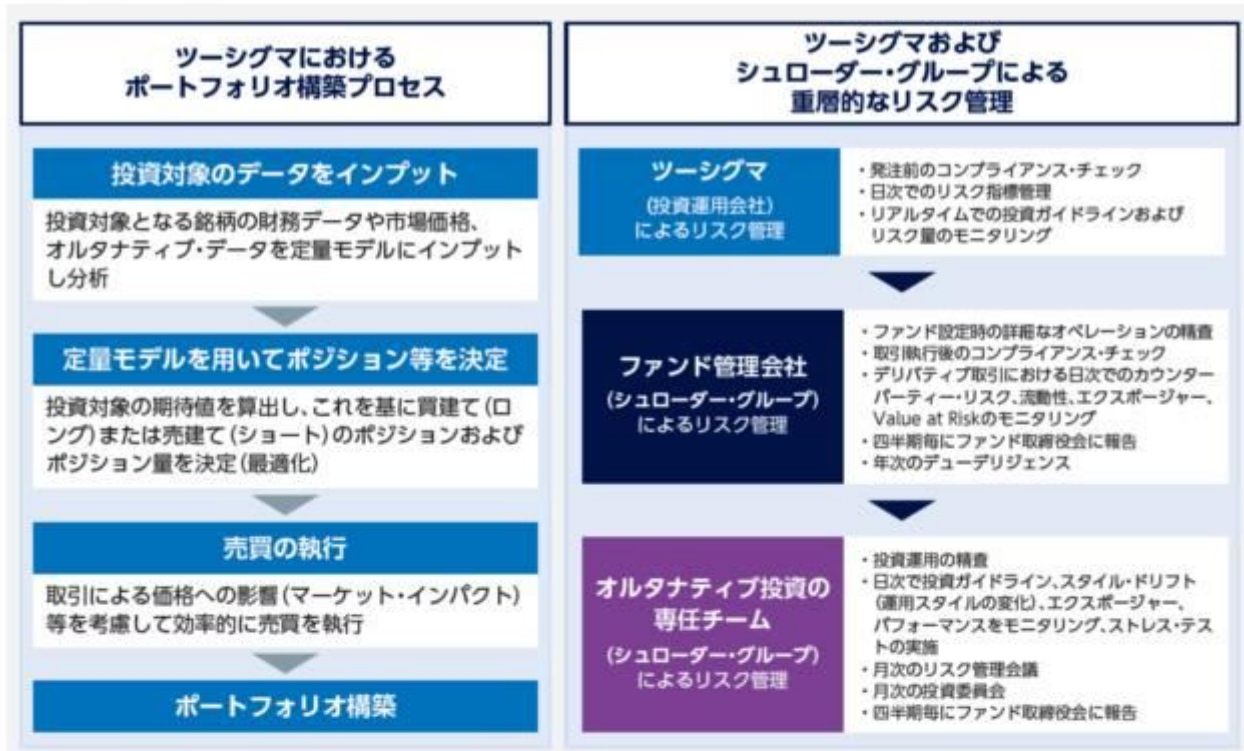 ツーシグマにおける
ポートフォリオ構築プロセス
投資対象のデータをインプット
投資対象となる銘柄の財務データや市場価格、
オルタナティブ・データを定量モデルにインプット
し分析
定量モデルを用いてポジション等を決定
投資対象の期待値を算出し、これを基に買建て(ロ
ング)または売建て(ショート)のポジションおよび
ポジション量を決定(最適化)
売買の執行
取引による価格への影響(マーケット・インパクト)
等を考慮して効率的に売買を執行
ポートフォリオ構築
ツーシグマおよび
シュローダー・グループによる
重層的なリスク管理
ツーシグマ
(投資運用会社)
によるリスク管理
・発注前のコンプライアンス・チェック
・日次でのリスク指標管理
・リアルタイムでの投資ガイドラインおよび
リスク量のモニタリング
ファンド管理会社
(シュローダー・グループ)
によるリスク管理
・ファンド設定時の詳細なオペレーションの精査
・取引執行後のコンプライアンス・チェック
・デリバティブ取引における日次でのカウンター
パーティー・リスク、流動性、エクスポージャー、
Value at Riskのモニタリング
・四半期毎にファンド取締役会に報告
・年次のデューデリジェンス
オルタナティブ投資の
専任チーム
(シュローダー・グループ)
によるリスク管理
・投資運用の精査
・日次で投資ガイドライン、スタイル・ドリフト
(運用スタイルの変化)、エクスポージャー、
パフォーマンスをモニタリング、ストレス・テス
トの実施
・月次のリスク管理会議
・月次の投資委員会
・四半期毎にファンド取締役会に報告